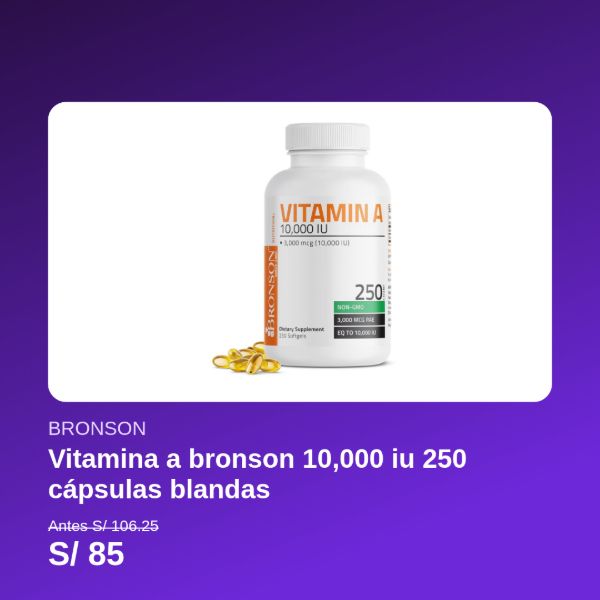 VITAMIN A
10,000 IU
• 3,000 mcg (10,000 IU)
BRONSON
250
NON-GMO
3,000 MCG RAE
EQ TO 10,000 IU
Dietary Supplement
250 Softgels
BRONSON
Vitamina a bronson 10,000 iu 250
cápsulas blandas
Antes S/ 106.25
S/ 85